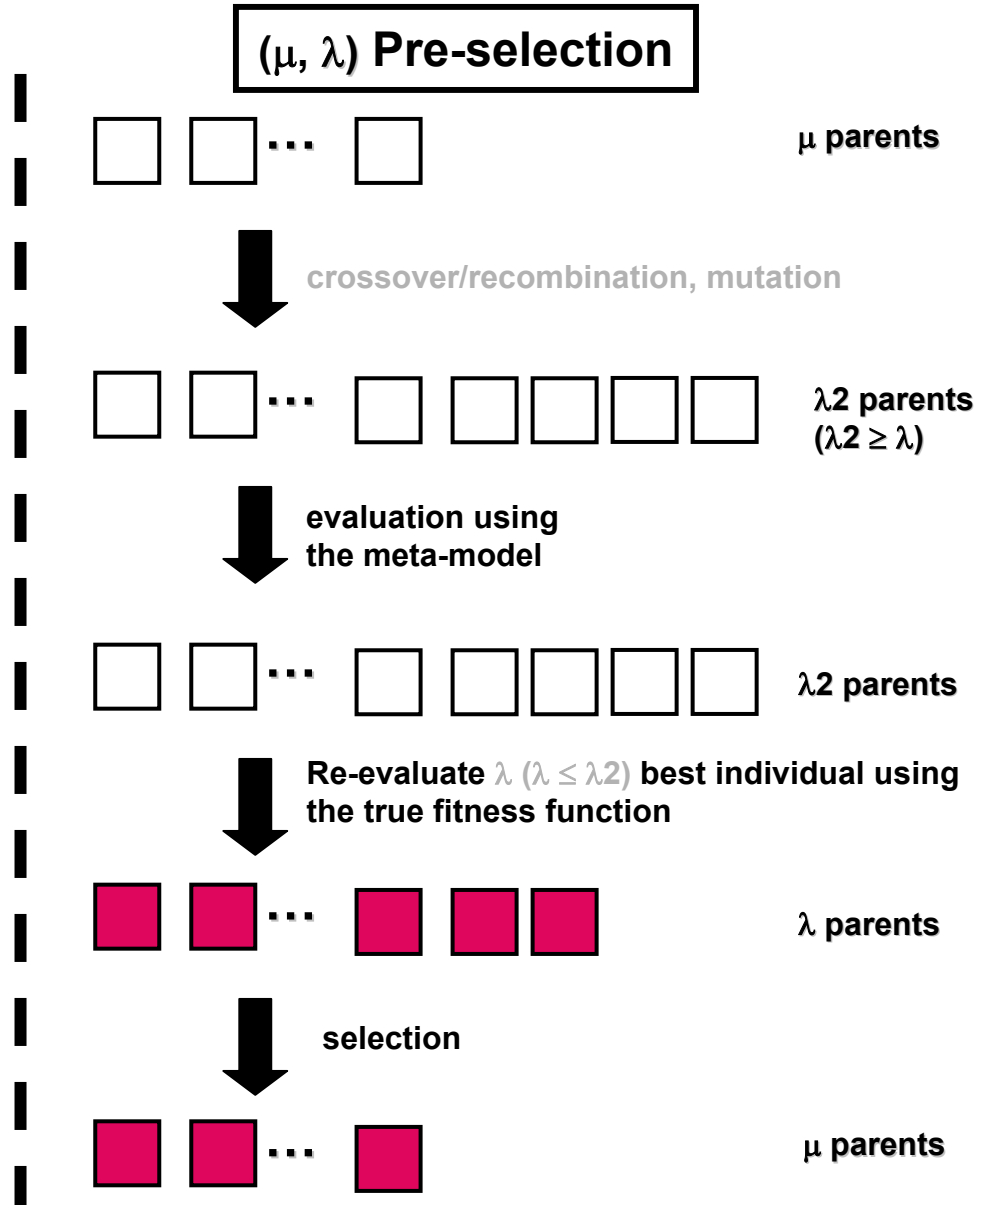 (μ, λ) Pre-selection
...
μ parents
crossover/recombination, mutation
...
λ2 parents
(λ2 ≥ λ)
evaluation using
the meta-model
...
λ2 parents
Re-evaluate λ (λ ≤ λ2) best individual using
the true fitness function
...
λ parents
selection
...
μ parents